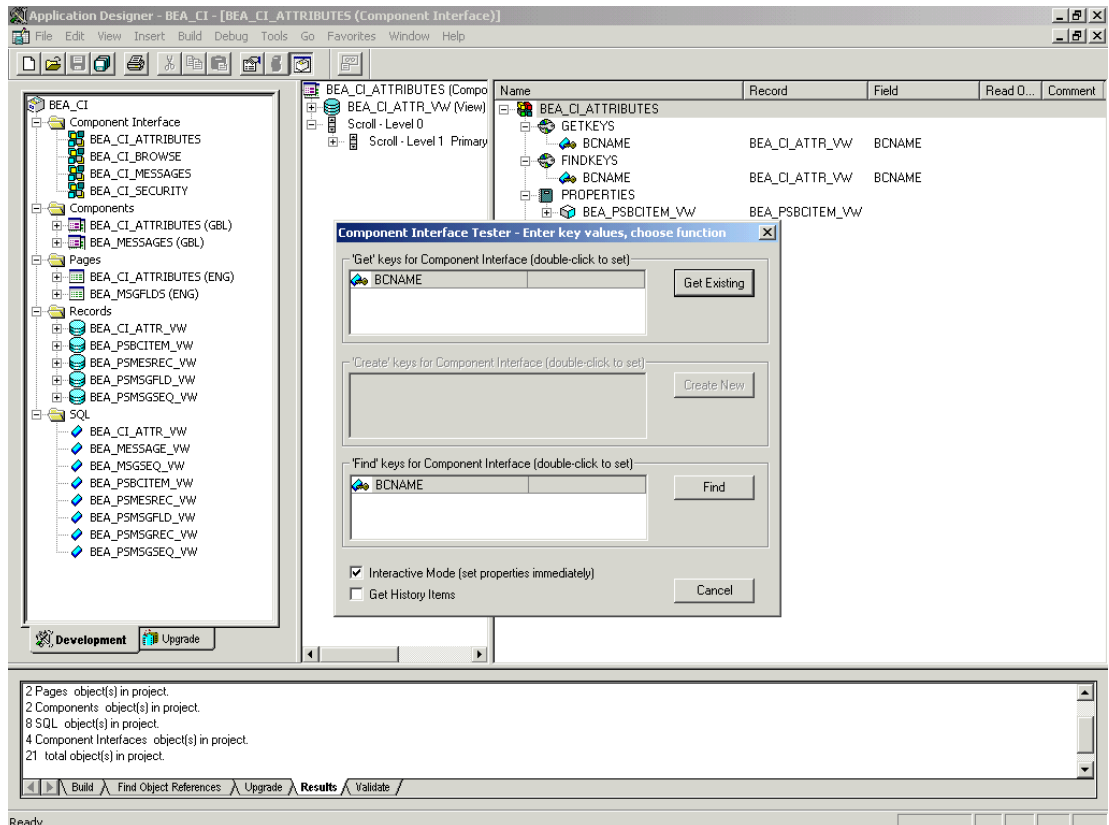 Application Designer - BEA_CI - [BEA_CI_ATTRIBUTES (Component Interface)]
File Edit View Insert Build Debug Tools Go Favorites Window Help
BEA_CI
Component Interface
BEA_CI_ATTRIBUTES
BEA_CI_BROWSE
BEA_CI_MESSAGES
BEA_CI_SECURITY
Components
BEA_CI_ATTRIBUTES (GBL)
BEA_MESSAGES (GBL)
Pages
BEA_CI_ATTRIBUTES (ENG)
BEA_MSGFLDS (ENG)
Records
BEA_CI_ATTR_VW
BEA_PSBCITEM_VW
BEA_PSMESREC_VW
BEA_PSMSGFLD_VW
BEA_PSMSGSEQ_VW
SQL
BEA_CI_ATTR_VW
BEA_MESSAGE_VW
BEA_MSGSEQ_VW
BEA_PSBCITEM_VW
BEA_PSMESREC_VW
BEA_PSMSGFLD_VW
BEA_PSMSGREC_VW
BEA_PSMSGSEQ_VW
Development Upgrade
BEA_CI_ATTRIBUTES (Compo
BEA_CI_ATTR_VW (View)
Scroll - Level 0
Scroll - Level 1 Primary
Name Record Field Read O... Comment
BEA_CI_ATTRIBUTES
GETKEYS
BCNAME BEA_CI_ATTR_VW BCNAME
FINDKEYS
BCNAME BEA_CI_ATTR_VW BCNAME
PROPERTIES
BEA_PSBCITEM_VW BEA_PSBCITEM_VW
Component Interface Tester - Enter key values, choose function
'Get' keys for Component Interface (double-click to set)
BCNAME
Get Existing
'Create' keys for Component Interface (double-click to set)
Create New
'Find' keys for Component Interface (double-click to set)
BCNAME
Find
Interactive Mode (set properties immediately)
Get History Items
Cancel
2 Pages object(s) in project.
2 Components object(s) in project.
8 SQL object(s) in project.
4 Component Interfaces object(s) in project.
21 total object(s) in project.
Build Find Object References Upgrade Results Validate
Ready